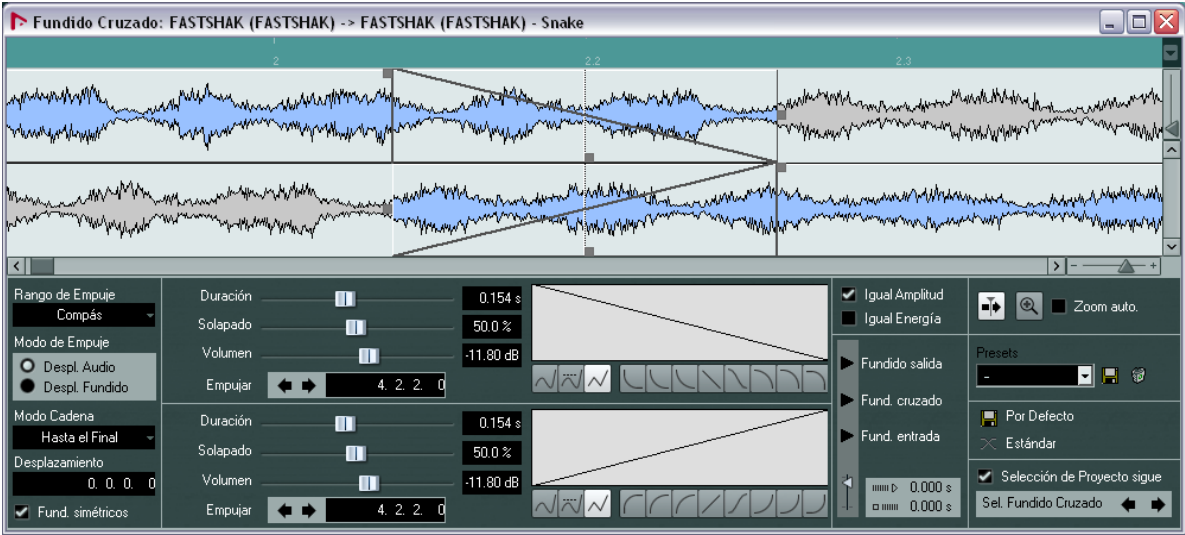 Fundido Cruzado: FASTSHAK (FASTSHAK) -> FASTSHAK (FASTSHAK) - Snake
2 2.2 2.3
Rango de Empuje
Compás
Modo de Empuje
Despl. Audio
Despl. Fundido
Modo Cadena
Hasta el Final
Desplazamiento
0. 0. 0. 0
Fund. simétricos
Duración 0.154 s
Solapado 50.0 %
Volumen -11.80 dB
Empujar 4. 2. 2. 0
Duración 0.154 s
Solapado 50.0 %
Volumen -11.80 dB
Empujar 4. 2. 2. 0
Igual Amplitud
Igual Energía
Fundido salida
Fund. cruzado
Fund. entrada
0.000 s
0.000 s
Zoom auto.
Presets
-
Por Defecto
Estándar
Selección de Proyecto sigue
Sel. Fundido Cruzado